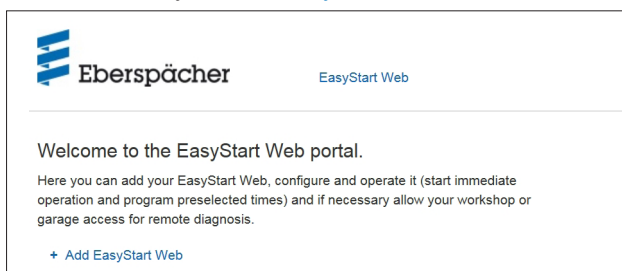 Eberspächer
EasyStart Web
Welcome to the EasyStart Web portal.
Here you can add your EasyStart Web, configure and operate it (start immediate
operation and program preselected times) and if necessary allow your workshop or
garage access for remote diagnosis.
+ Add EasyStart Web